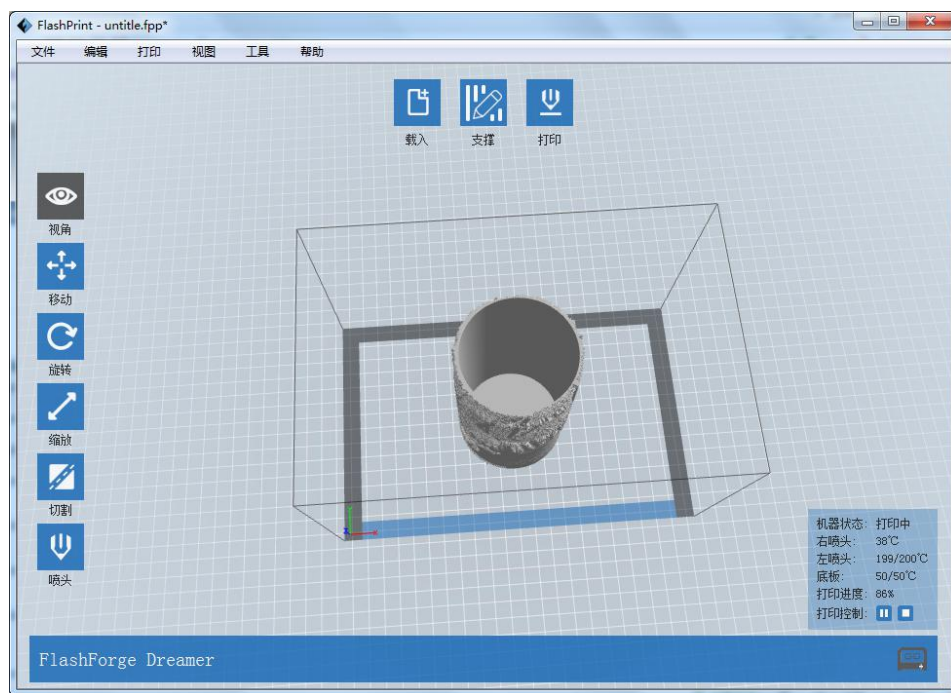 FlashPrint - untitle.fpp*
文件 编辑 打印 视图 工具 帮助
载入 支撑 打印
视角
移动
旋转
缩放
切割
喷头
机器状态: 打印中
右喷头: 38℃
左喷头: 199/200℃
底板: 50/50℃
打印进度: 86%
打印控制:
FlashForge Dreamer